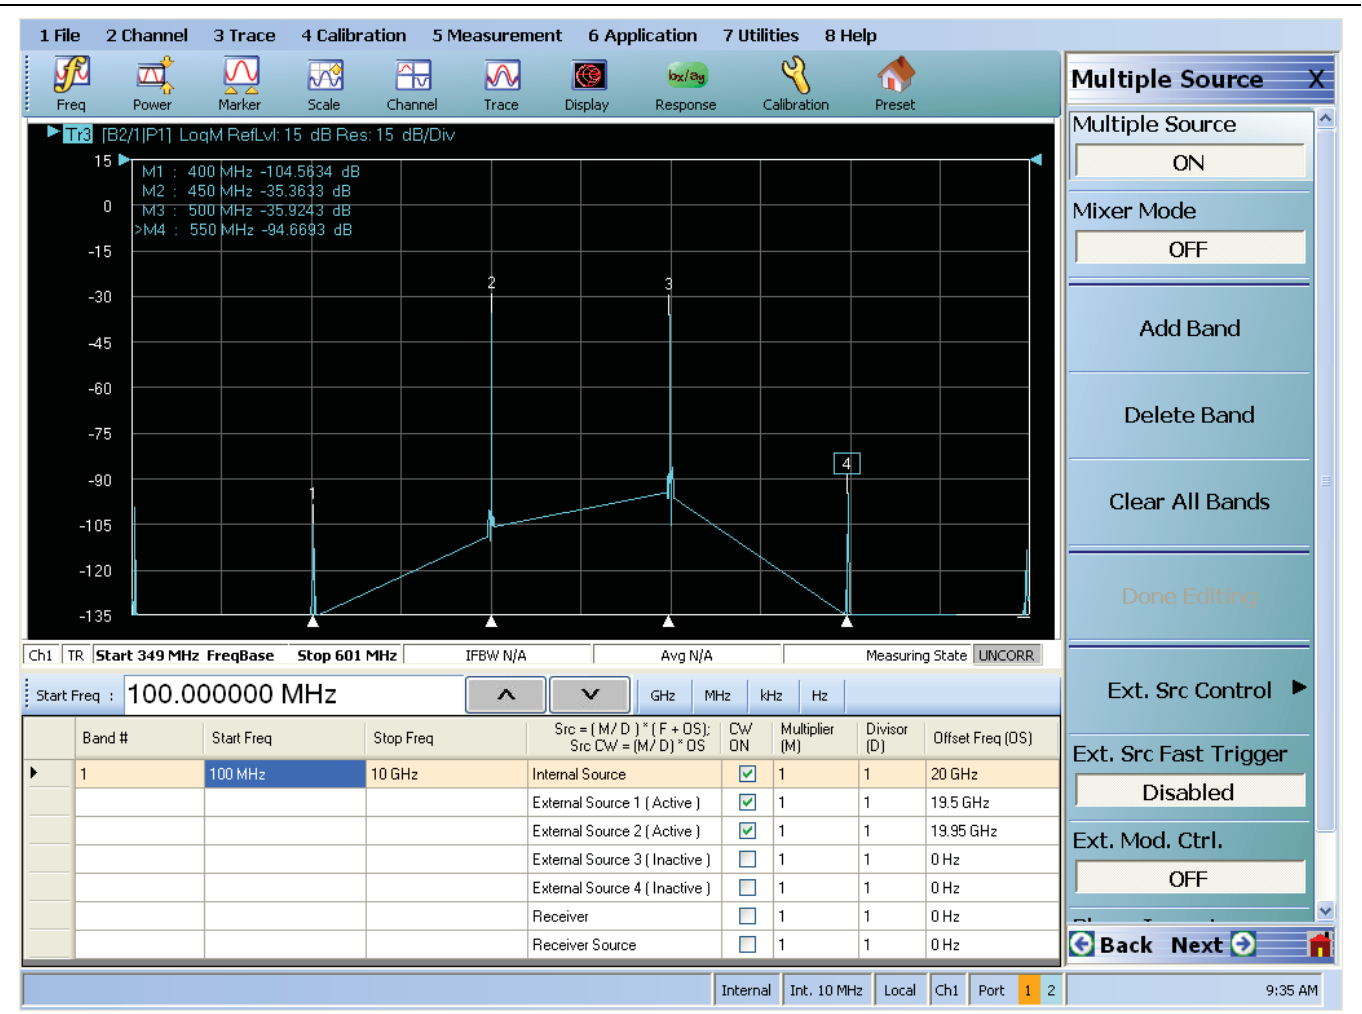 1 File 2 Channel 3 Trace 4 Calibration 5 Measurement 6 Application 7 Utilities 8 Help
Freq Power Marker Scale Channel Trace Display Response Calibration Preset
bx/ay
Tr3 [B2/1|P1] LogM RefLvl: 15 dB Res: 15 dB/Div
M1 : 400 MHz -104.5634 dB
M2 : 450 MHz -35.3633 dB
M3 : 500 MHz -35.9243 dB
>M4 : 550 MHz -94.6693 dB
15
0
-15
-30
-45
-60
-75
-90
-105
-120
-135
1
2
3
4
Ch1 TR Start 349 MHz FreqBase Stop 601 MHz IFBW N/A Avg N/A Measuring State UNCORR
Start Freq : 100.000000 MHz GHz MHz kHz Hz
Band # Start Freq Stop Freq Src = ( M / D ) * ( F + OS); CW Multiplier Divisor Offset Freq (OS)
Src CW = (M / D) * OS ON (M) (D)
1 100 MHz 10 GHz Internal Source 1 1 20 GHz
External Source 1 ( Active ) 1 1 19.5 GHz
External Source 2 ( Active ) 1 1 19.95 GHz
External Source 3 ( Inactive ) 1 1 0 Hz
External Source 4 ( Inactive ) 1 1 0 Hz
Receiver 1 1 0 Hz
Receiver Source 1 1 0 Hz
Multiple Source X
Multiple Source
ON
Mixer Mode
OFF
Add Band
Delete Band
Clear All Bands
Done Editing
Ext. Src Control
Ext. Src Fast Trigger
Disabled
Ext. Mod. Ctrl.
OFF
Back Next
Internal Int. 10 MHz Local Ch1 Port 1 2 9:35 AM